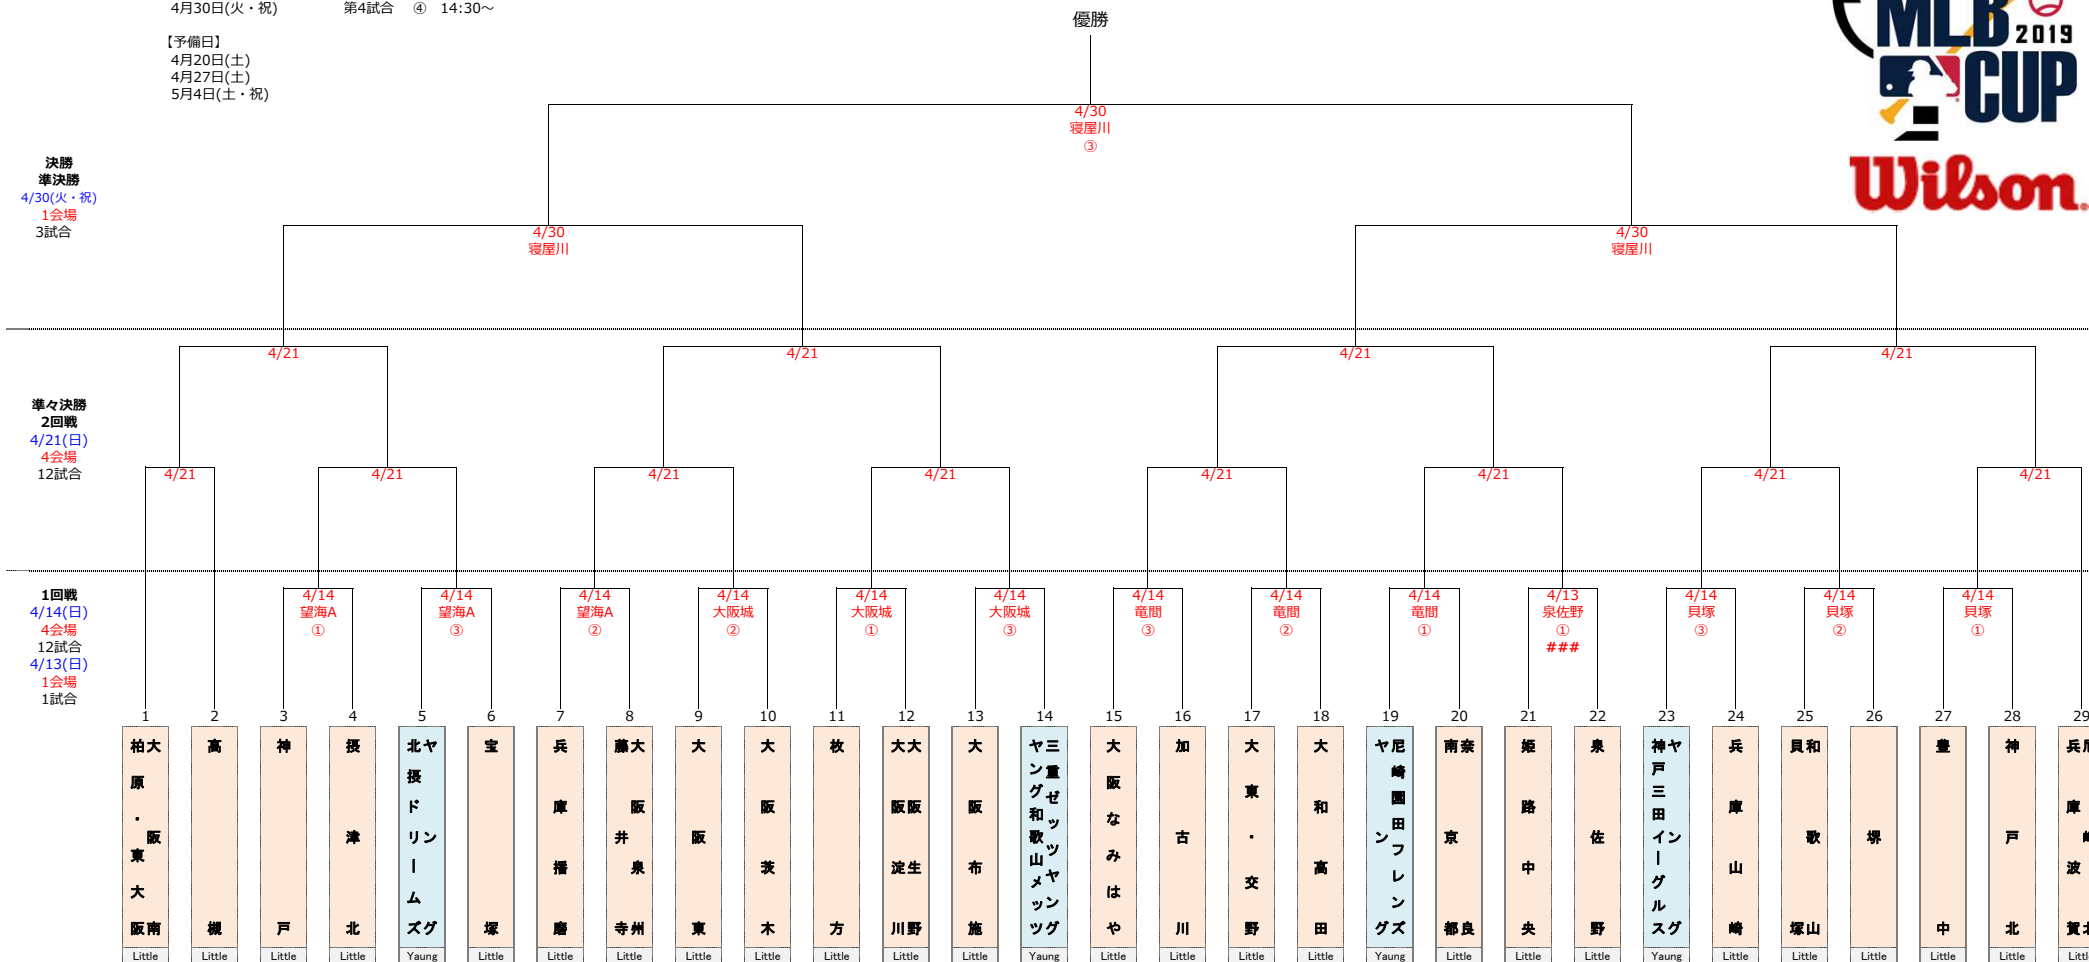 4月30日(火・祝) 第4試合 ④ 14:30～
【予備日】
4月20日(土)
4月27日(土)
5月4日(土・祝)
優勝
MLB
2019
CUP
Wilson
4/30
寝屋川
③
決勝
準決勝
4/30(火・祝)
1会場
3試合
4/30
寝屋川
4/30
寝屋川
4/21
4/21
4/21
4/21
準々決勝
2回戦
4/21(日)
4会場
12試合
4/21
4/21
4/21
4/21
4/21
4/21
4/21
4/21
1回戦
4/14(日)
4会場
12試合
4/13(日)
1会場
1試合
4/14
望海A
①
4/14
望海A
③
4/14
望海A
②
4/14
大阪城
②
4/14
大阪城
①
4/14
大阪城
③
4/14
竜間
③
4/14
竜間
②
4/14
竜間
①
4/13
泉佐野
①
###
4/14
貝塚
③
4/14
貝塚
②
4/14
貝塚
①
1
大阪南
柏原・東大阪
Little
2
高槻
Little
3
神戸
Little
4
摂津北
Little
5
ヤング
北摂ドリームズ
Yaung
6
宝塚
Little
7
兵庫播磨
Little
8
大阪泉州
藤井寺
Little
9
大阪東
Little
10
大阪茨木
Little
11
枚方
Little
12
大阪生野
大阪淀川
Little
13
大阪布施
Little
14
三重ゼッツヤング
ヤング和歌山メッツ
Yaung
15
大阪なみはや
Little
16
加古川
Little
17
大東・交野
Little
18
大和高田
Little
19
尼崎園田フレンズ
ヤング
Yaung
20
奈良
南京都
Little
21
姫路中央
Little
22
泉佐野
Little
23
ヤング
神戸三田イーグルス
Yaung
24
兵庫山崎
Little
25
和歌山
貝塚
Little
26
堺
Little
27
豊中
Little
28
神戸北
Little
29
兵庫波賀